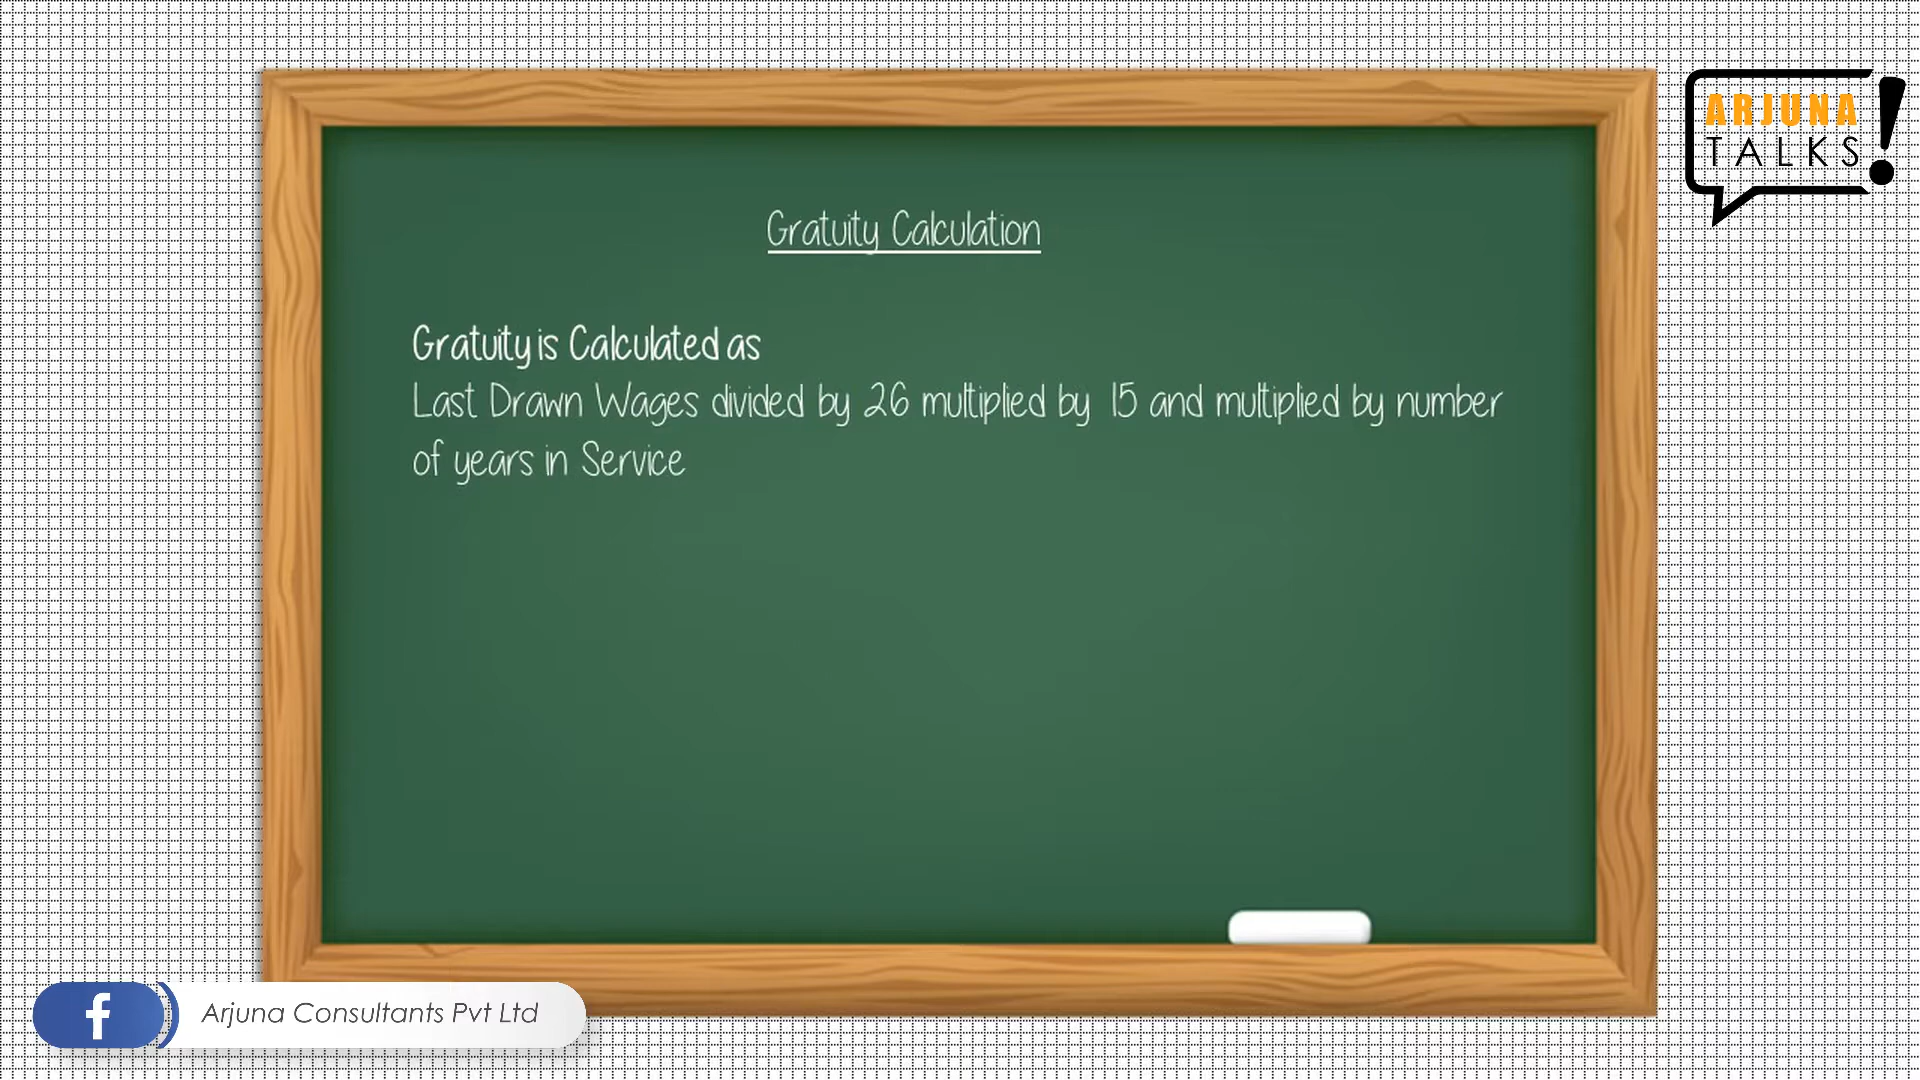 ARJUNA
TALKS
Gratuity Calculation
Gratuity is Calculated as
Last Drawn Wages divided by 26 multiplied by 15 and multiplied by number
of years in Service
f
Arjuna Consultants Pvt Ltd